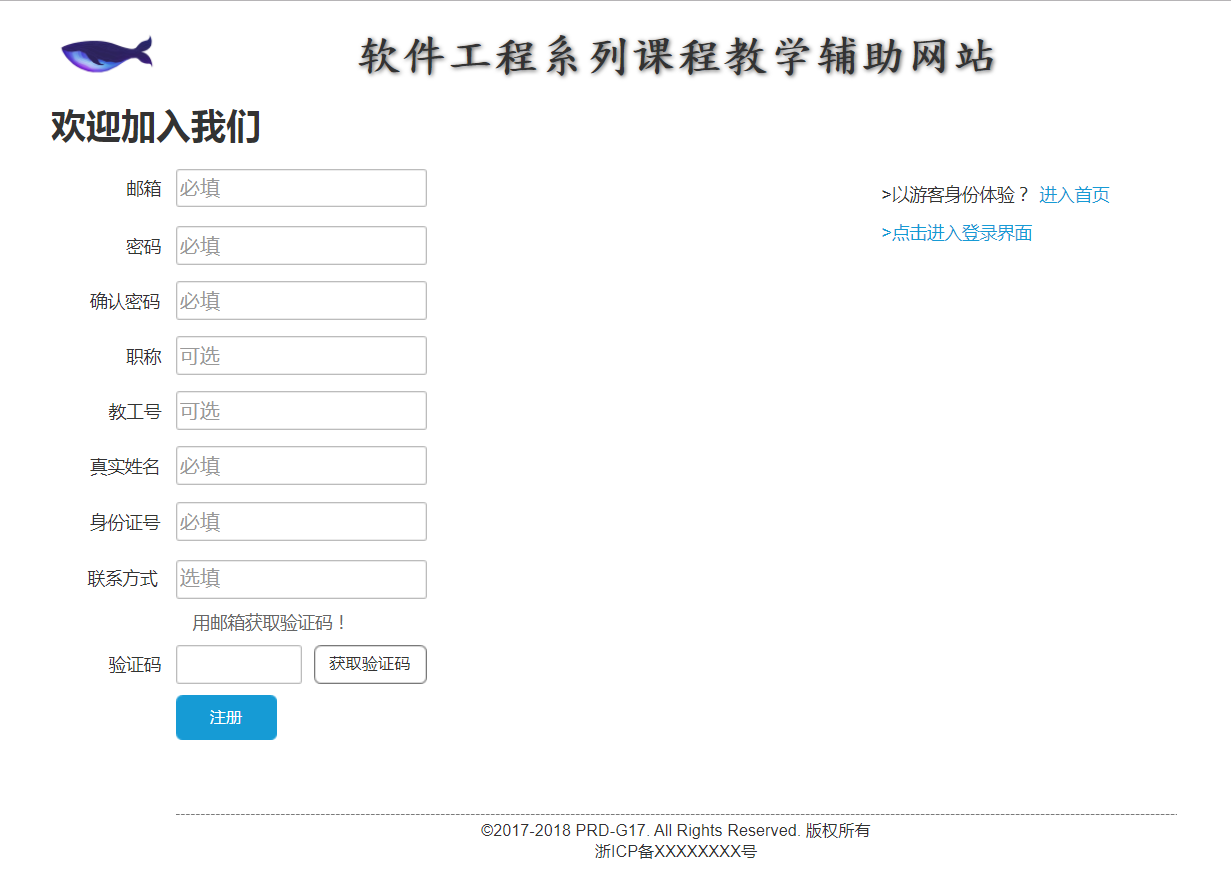 软件工程系列课程教学辅助网站
欢迎加入我们
邮箱 必填
>以游客身份体验？ 进入首页
>点击进入登录界面
密码 必填
确认密码 必填
职称 可选
教工号 可选
真实姓名 必填
身份证号 必填
联系方式 选填
用邮箱获取验证码！
验证码 获取验证码
注册
©2017-2018 PRD-G17. All Rights Reserved. 版权所有
浙ICP备XXXXXXXX号